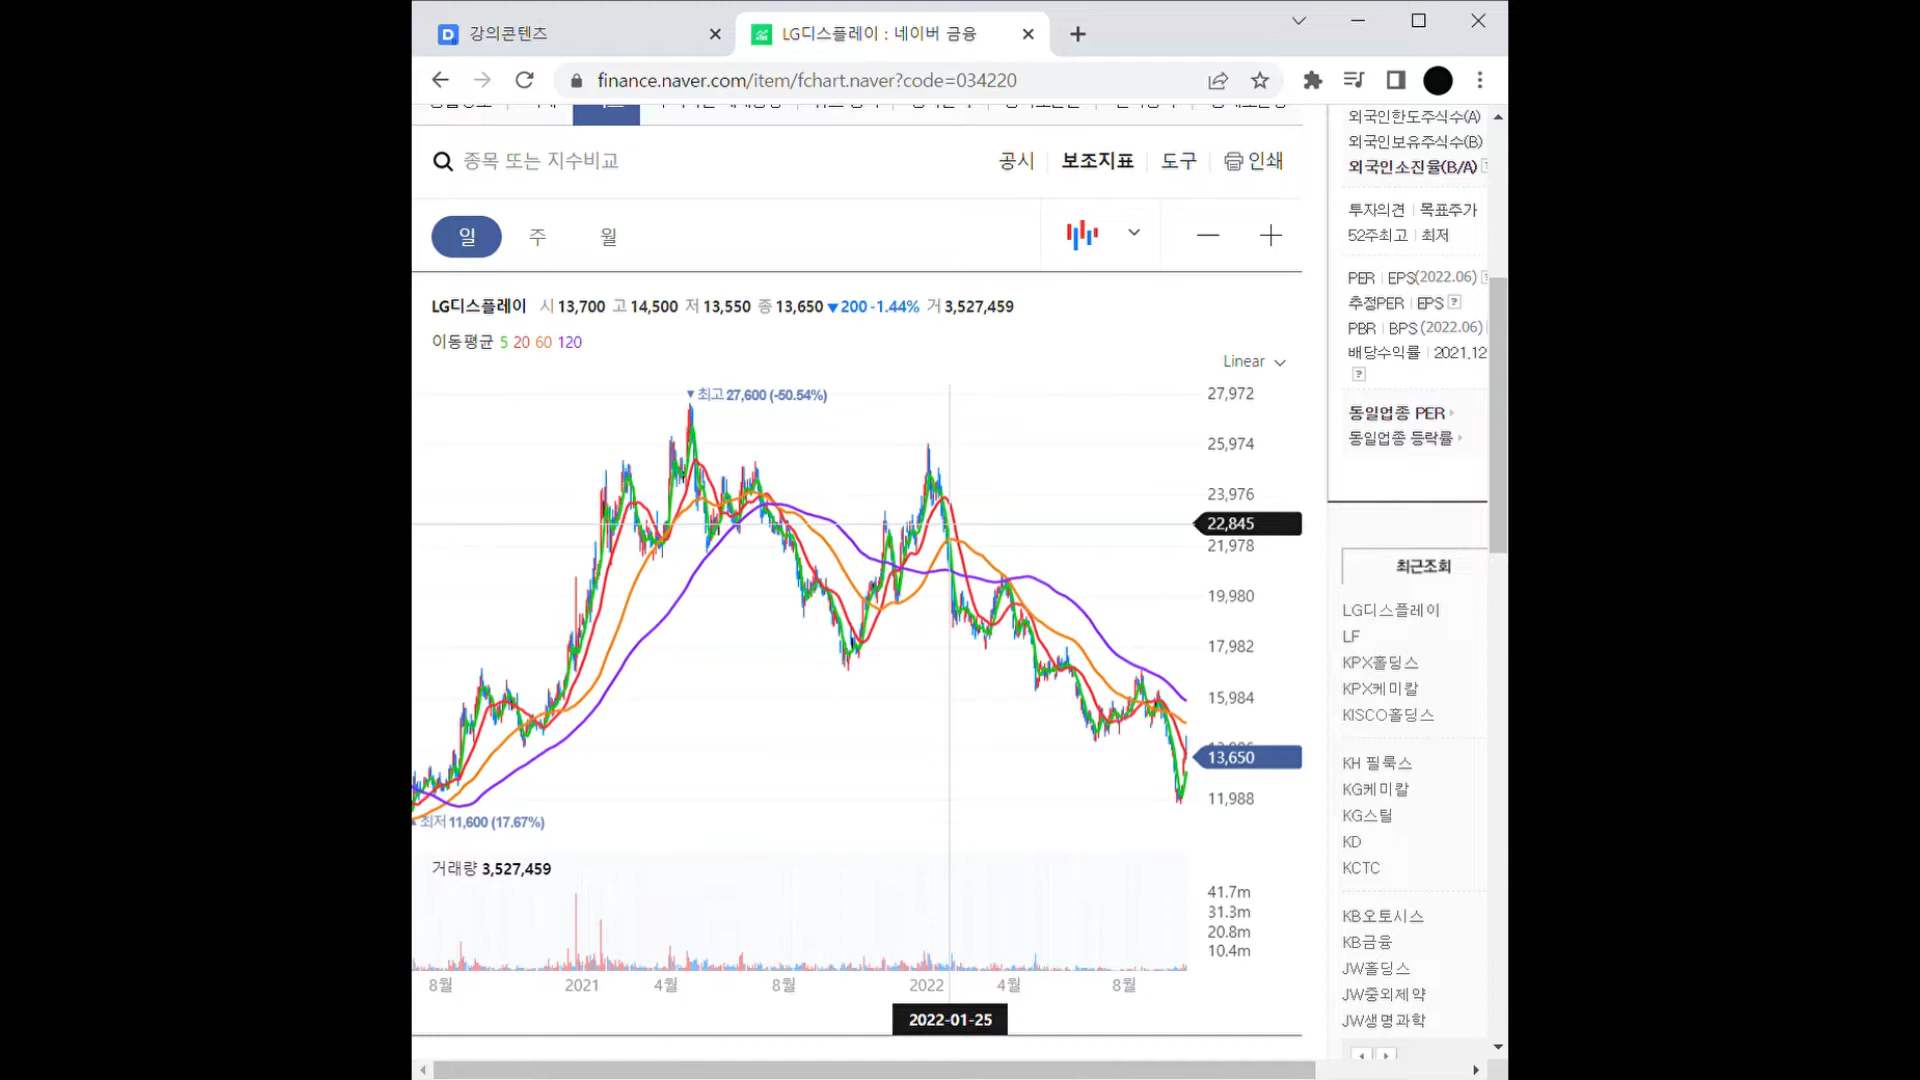 강의콘텐츠
LG디스플레이 : 네이버 금융
finance.naver.com/item/fchart.naver?code=034220
종목 또는 지수비교
공시 보조지표 도구 인쇄
일 주 월
LG디스플레이 시 13,700 고 14,500 저 13,550 종 13,650 ▼200 -1.44% 거 3,527,459
이동평균 5 20 60 120
Linear
▼최고 27,600 (-50.54%)
27,972
25,974
23,976
22,845
21,978
19,980
17,982
15,984
13,650
11,988
▲최저 11,600 (17.67%)
거래량 3,527,459
41.7m
31.3m
20.8m
10.4m
8월 2021 4월 8월 2022 4월 8월
2022-01-25
외국인한도주식수(A)
외국인보유주식수(B)
외국인소진율(B/A)
투자의견 | 목표주가
52주최고 | 최저
PER | EPS(2022.06)
추정PER | EPS ?
PBR | BPS (2022.06)
배당수익률 | 2021.12
?
동일업종 PER
동일업종 등락률
최근조회
LG디스플레이
LF
KPX홀딩스
KPX케미칼
KISCO홀딩스
KH 필룩스
KG케미칼
KG스틸
KD
KCTC
KB오토시스
KB금융
JW홀딩스
JW중외제약
JW생명과학